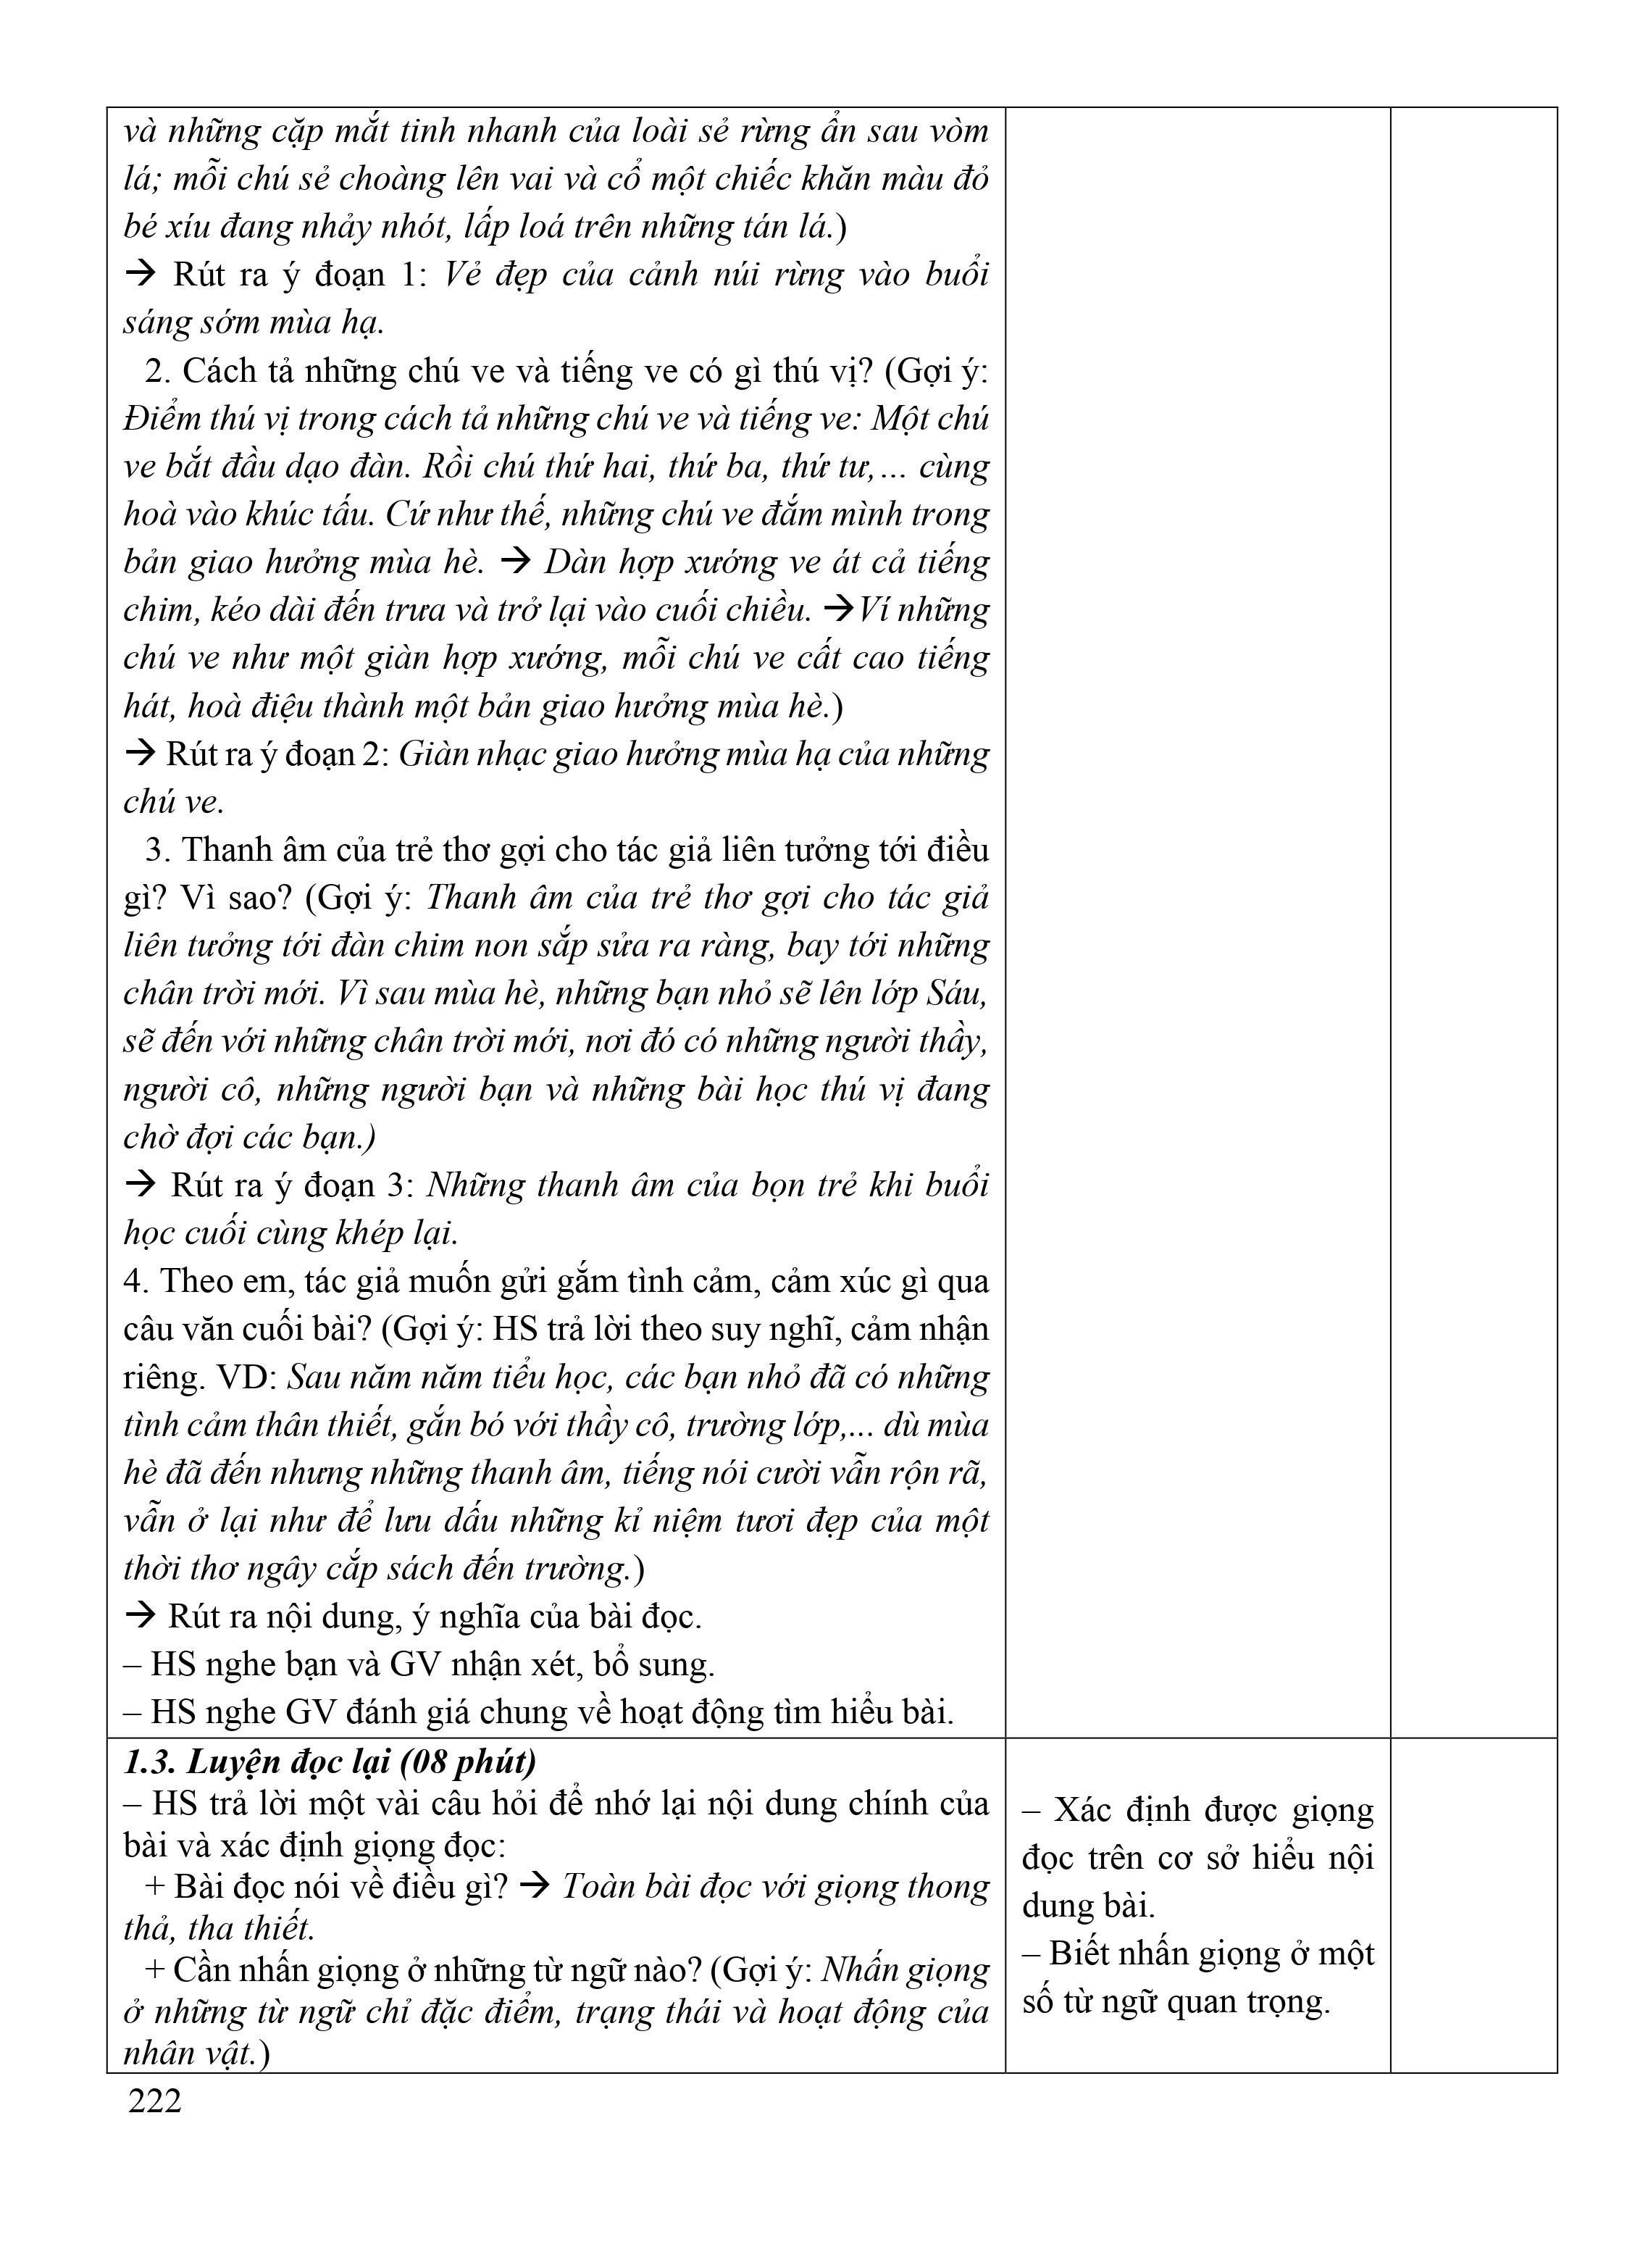 và những cặp mắt tinh nhanh của loài sẻ rừng ẩn sau vòm
lá; mỗi chú sẻ choàng lên vai và cổ một chiếc khăn màu đỏ
bé xíu đang nhảy nhót, lấp loá trên những tán lá.)
→ Rút ra ý đoạn 1: Vẻ đẹp của cảnh núi rừng vào buổi
sáng sớm mùa hạ.
2. Cách tả những chú ve và tiếng ve có gì thú vị? (Gợi ý:
Điểm thú vị trong cách tả những chú ve và tiếng ve: Một chú
ve bắt đầu dạo đàn. Rồi chú thứ hai, thứ ba, thứ tư,… cùng
hoà vào khúc tấu. Cứ như thế, những chú ve đắm mình trong
bản giao hưởng mùa hè. → Dàn hợp xướng ve át cả tiếng
chim, kéo dài đến trưa và trở lại vào cuối chiều. →Ví những
chú ve như một giàn hợp xướng, mỗi chú ve cất cao tiếng
hát, hoà điệu thành một bản giao hưởng mùa hè.)
→ Rút ra ý đoạn 2: Giàn nhạc giao hưởng mùa hạ của những
chú ve.
3. Thanh âm của trẻ thơ gợi cho tác giả liên tưởng tới điều
gì? Vì sao? (Gợi ý: Thanh âm của trẻ thơ gợi cho tác giả
liên tưởng tới đàn chim non sắp sửa ra ràng, bay tới những
chân trời mới. Vì sau mùa hè, những bạn nhỏ sẽ lên lớp Sáu,
sẽ đến với những chân trời mới, nơi đó có những người thầy,
người cô, những người bạn và những bài học thú vị đang
chờ đợi các bạn.)
→ Rút ra ý đoạn 3: Những thanh âm của bọn trẻ khi buổi
học cuối cùng khép lại.
4. Theo em, tác giả muốn gửi gắm tình cảm, cảm xúc gì qua
câu văn cuối bài? (Gợi ý: HS trả lời theo suy nghĩ, cảm nhận
riêng. VD: Sau năm năm tiểu học, các bạn nhỏ đã có những
tình cảm thân thiết, gắn bó với thầy cô, trường lớp,... dù mùa
hè đã đến nhưng những thanh âm, tiếng nói cười vẫn rộn rã,
vẫn ở lại như để lưu dấu những kỉ niệm tươi đẹp của một
thời thơ ngây cắp sách đến trường.)
→ Rút ra nội dung, ý nghĩa của bài đọc.
– HS nghe bạn và GV nhận xét, bổ sung.
– HS nghe GV đánh giá chung về hoạt động tìm hiểu bài.
1.3. Luyện đọc lại (08 phút)
– HS trả lời một vài câu hỏi để nhớ lại nội dung chính của
bài và xác định giọng đọc:
+ Bài đọc nói về điều gì? → Toàn bài đọc với giọng thong
thả, tha thiết.
+ Cần nhấn giọng ở những từ ngữ nào? (Gợi ý: Nhấn giọng
ở những từ ngữ chỉ đặc điểm, trạng thái và hoạt động của
nhân vật.)
– Xác định được giọng
đọc trên cơ sở hiểu nội
dung bài.
– Biết nhấn giọng ở một
số từ ngữ quan trọng.
222